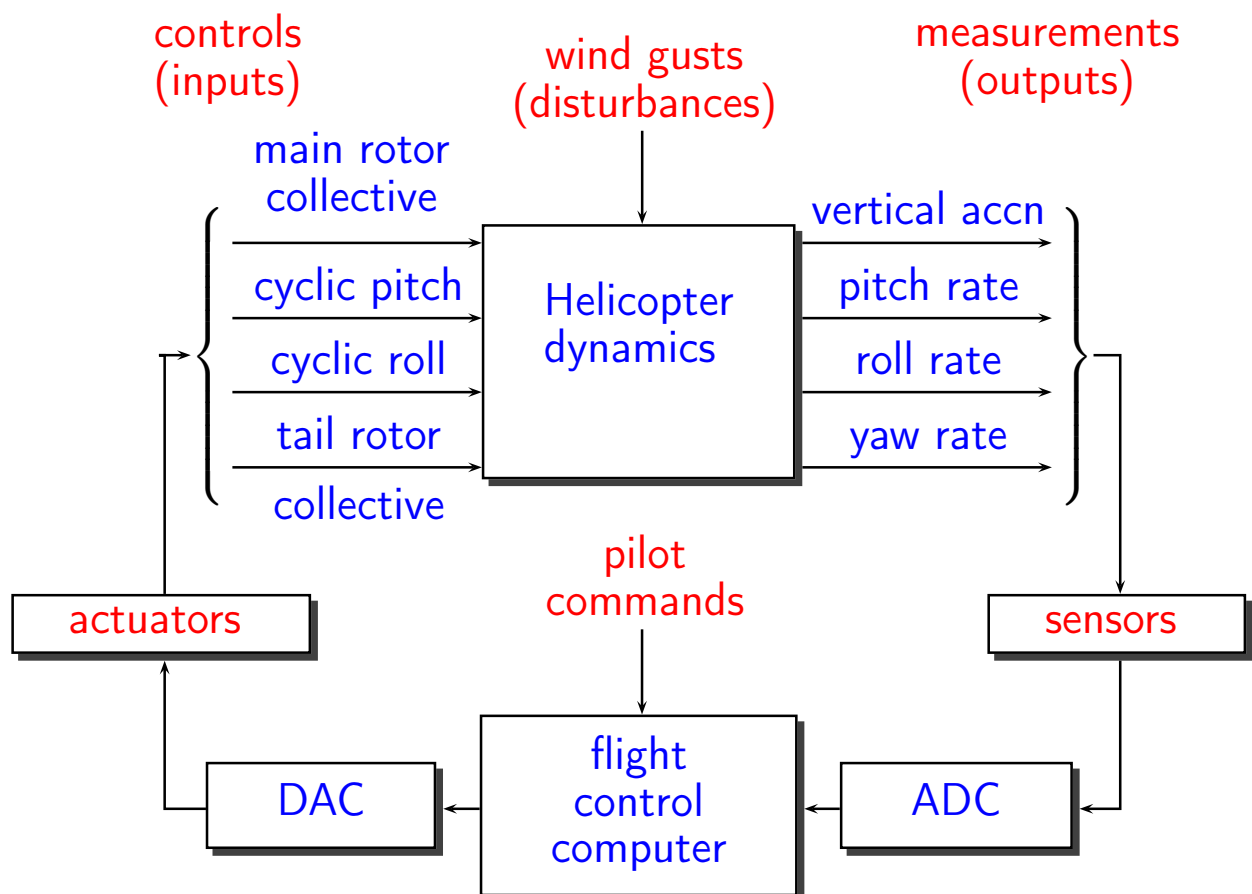 controls
(inputs)
wind gusts
(disturbances)
measurements
(outputs)
main rotor
collective
cyclic pitch
cyclic roll
tail rotor
collective
Helicopter
dynamics
vertical accn
pitch rate
roll rate
yaw rate
pilot
commands
actuators
sensors
DAC
flight
control
computer
ADC